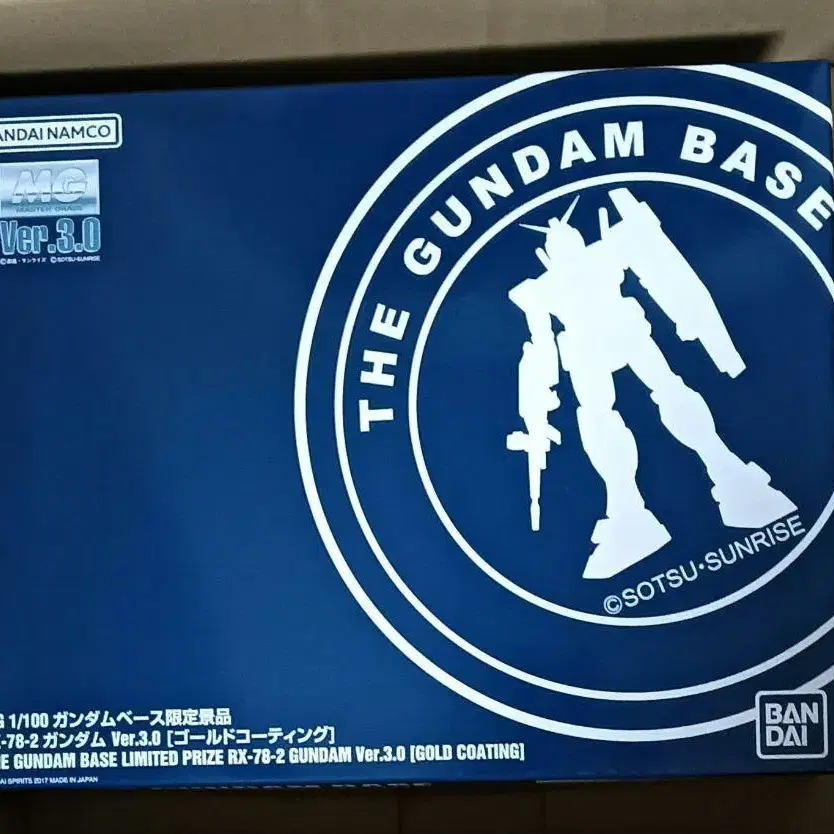 BANDAI NAMCO
MG
MASTER GRADE
Ver.3.0
©創通・サンライズ ©SOTSU・SUNRISE
THE GUNDAM BASE
©SOTSU・SUNRISE
G 1/100 ガンダムベース限定景品
-78-2 ガンダム Ver.3.0 [ゴールドコーティング]
E GUNDAM BASE LIMITED PRIZE RX-78-2 GUNDAM Ver.3.0 [GOLD COATING]
AI SPIRITS 2017 MADE IN JAPAN
BAN
DAI